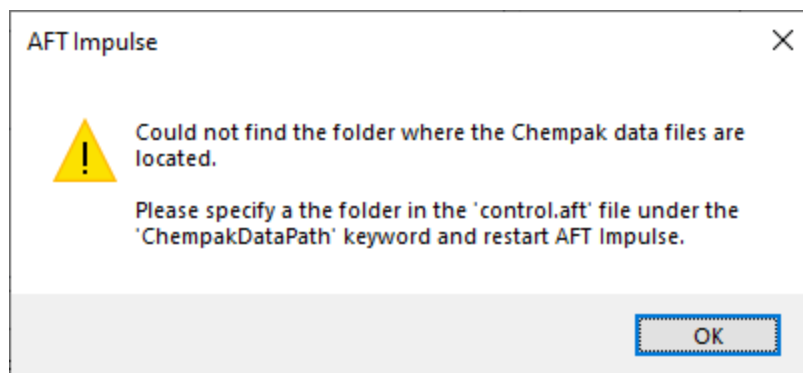 AFT Impulse
Could not find the folder where the Chempak data files are
located.
Please specify a the folder in the 'control.aft' file under the
'ChempakDataPath' keyword and restart AFT Impulse.
OK